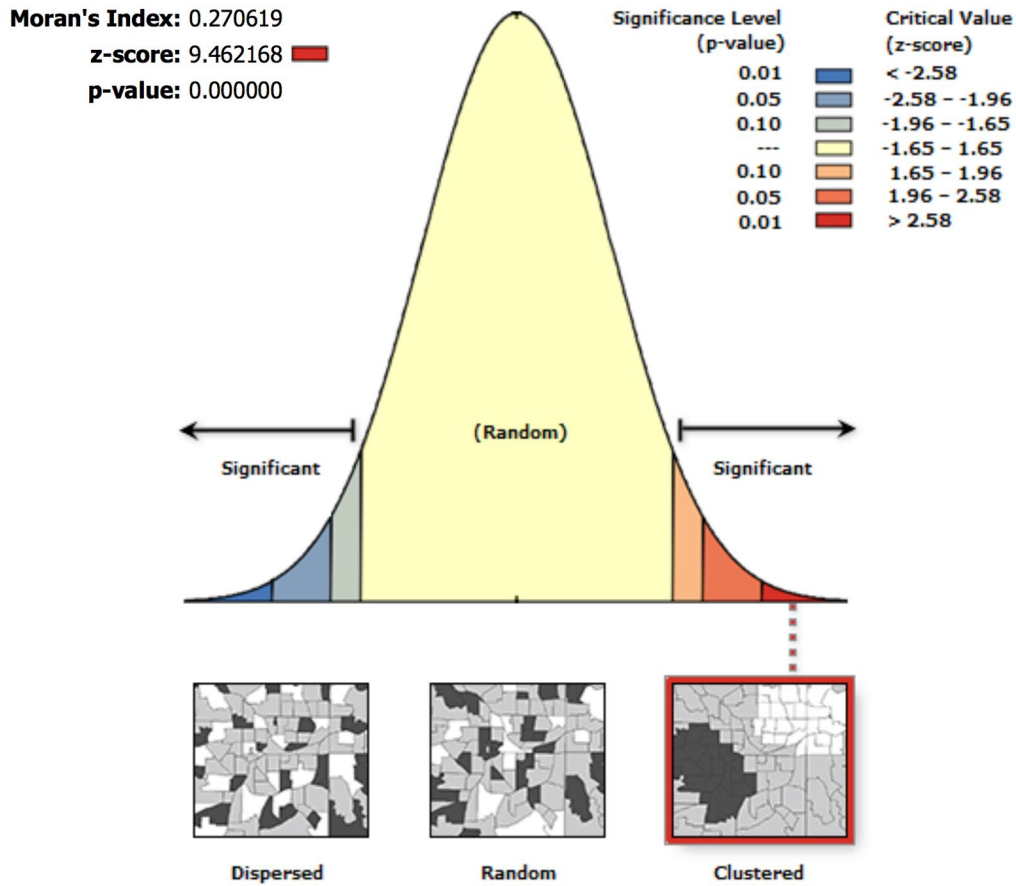 Moran's Index: 0.270619
z-score: 9.462168
p-value: 0.000000
Significance Level
(p-value)
Critical Value
(z-score)
0.01 < -2.58
0.05 -2.58 – -1.96
0.10 -1.96 – -1.65
--- -1.65 – 1.65
0.10 1.65 – 1.96
0.05 1.96 – 2.58
0.01 > 2.58
(Random)
Significant
Significant
Dispersed
Random
Clustered